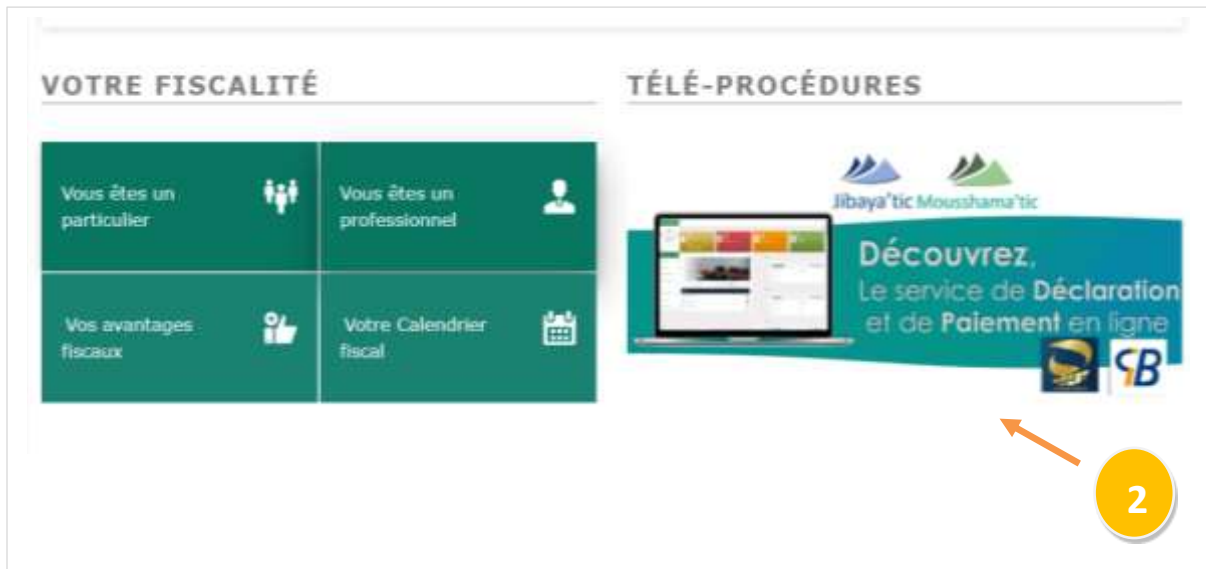 VOTRE FISCALITÉ
Vous êtes un
particulier
Vous êtes un
professionnel
Vos avantages
fiscaux
Votre Calendrier
fiscal
TÉLÉ-PROCÉDURES
Jibaya'tic Mousshama'tic
Découvrez,
Le service de Déclaration
et de Paiement en ligne
CIB
2